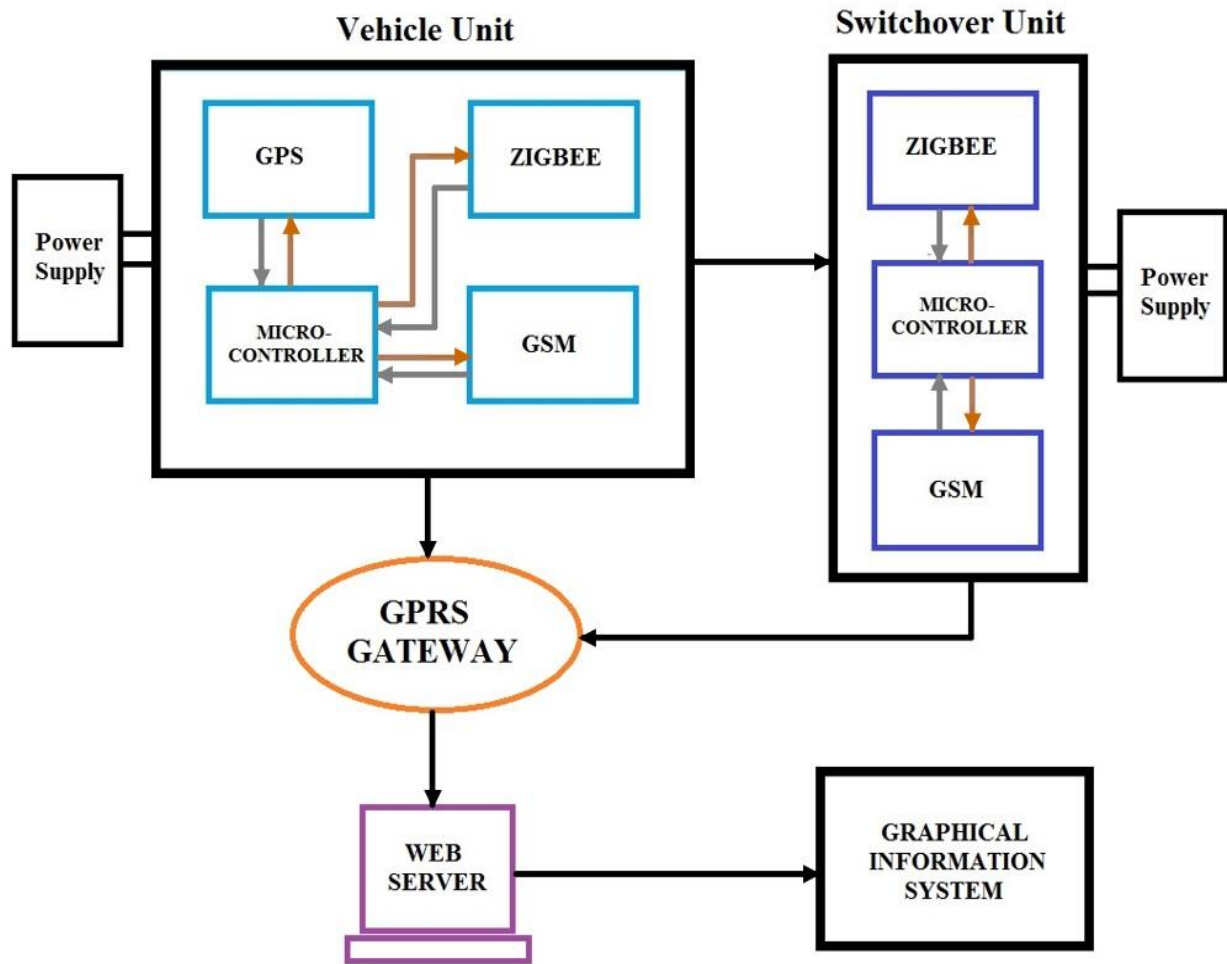 Vehicle Unit
Switchover Unit
Power
Supply
GPS
ZIGBEE
MICRO-
CONTROLLER
GSM
ZIGBEE
MICRO-
CONTROLLER
GSM
Power
Supply
GPRS
GATEWAY
WEB
SERVER
GRAPHICAL
INFORMATION
SYSTEM